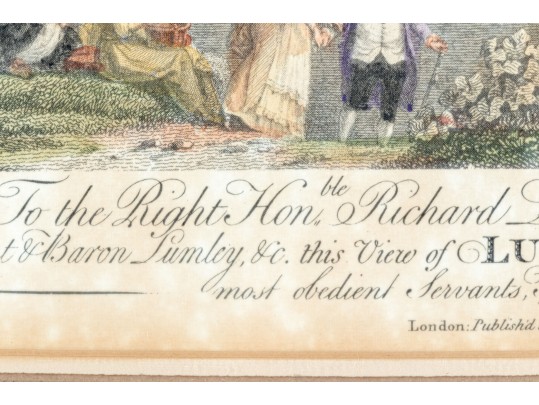 To the Right Hon.ble Richard
t & Baron Lumley, &c. this View of LU
most obedient Servants,
London: Publish'd